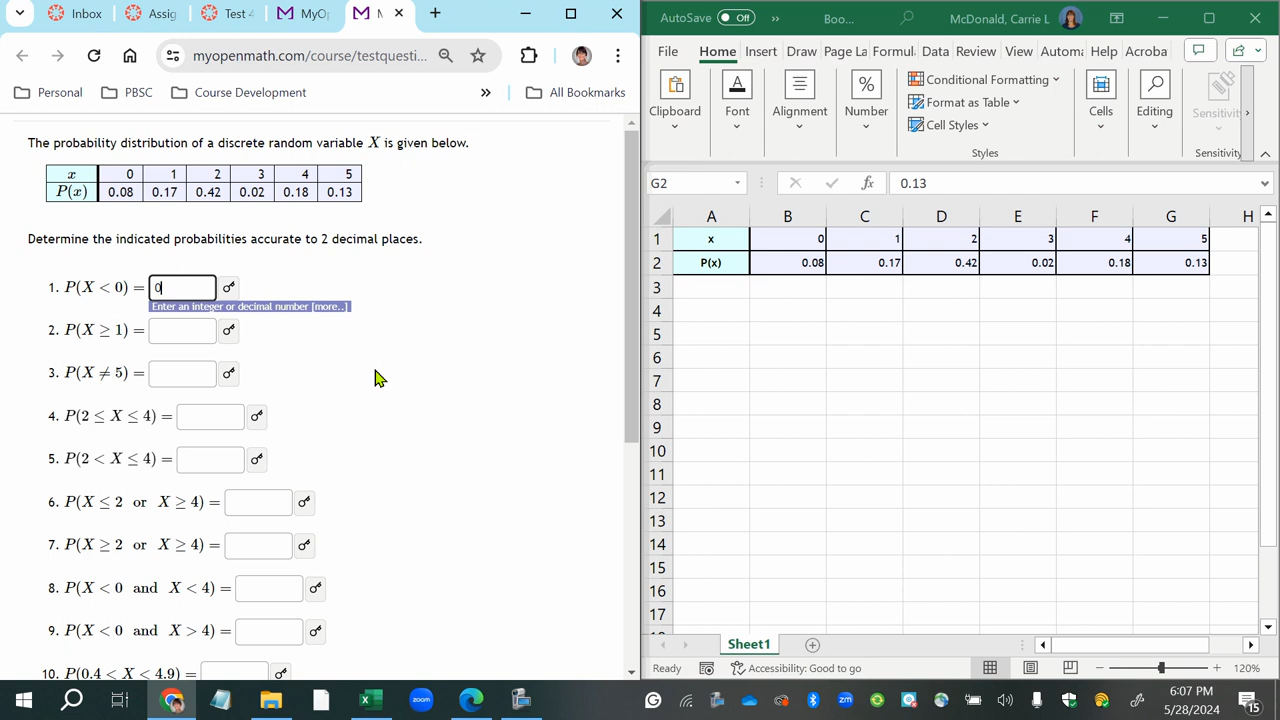 Inbox
Assig
Test 4
MyOp
M
AutoSave Off
Boo...
McDonald, Carrie L
myopenmath.com/course/testquesti...
File Home Insert Draw Page La Formul Data Review View Automa Help Acroba
Personal PBSC Course Development All Bookmarks
Clipboard
Font
Alignment
Number
Conditional Formatting
Format as Table
Cell Styles
Styles
Cells
Editing
Sensitivity
Sensitivity
The probability distribution of a discrete random variable X is given below.
x 0 1 2 3 4 5
P(x) 0.08 0.17 0.42 0.02 0.18 0.13
Determine the indicated probabilities accurate to 2 decimal places.
1. P(X < 0) = 0
Enter an integer or decimal number [more..]
2. P(X ≥ 1) =
3. P(X ≠ 5) =
4. P(2 ≤ X ≤ 4) =
5. P(2 < X ≤ 4) =
6. P(X ≤ 2 or X ≥ 4) =
7. P(X ≥ 2 or X ≥ 4) =
8. P(X < 0 and X < 4) =
9. P(X < 0 and X > 4) =
10. P(0.4 < X < 4.9) =
G2 fx 0.13
A B C D E F G H
1 x 0 1 2 3 4 5
2 P(x) 0.08 0.17 0.42 0.02 0.18 0.13
3
4
5
6
7
8
9
10
11
12
13
14
15
16
17
Sheet1
Ready Accessibility: Good to go 120%
zoom
zm
6:07 PM
5/28/2024
15